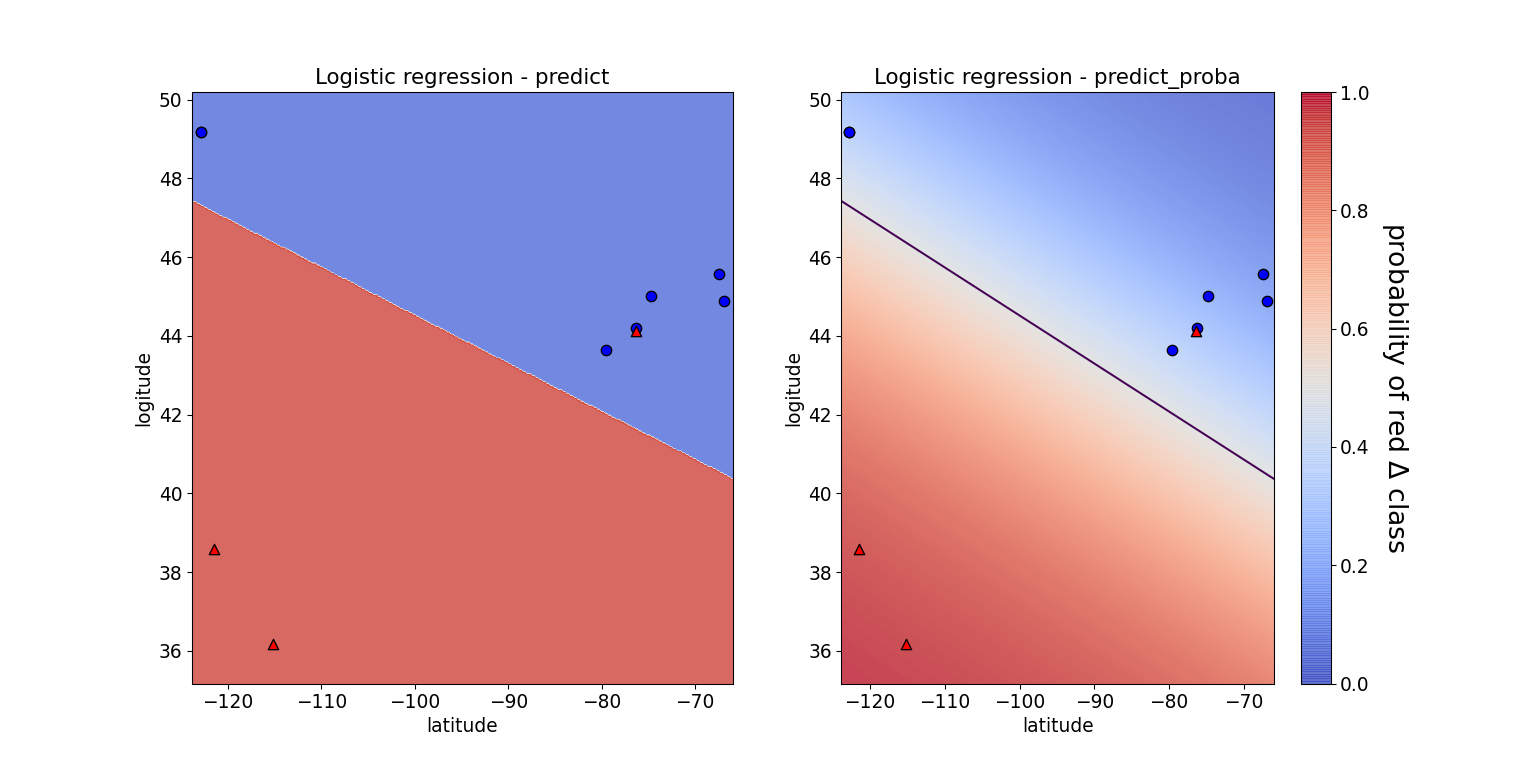 Logistic regression - predict
50
48
46
44
42
40
38
36
logitude
−120 −110 −100 −90 −80 −70
latitude
Logistic regression - predict_proba
50
48
46
44
42
40
38
36
logitude
−120 −110 −100 −90 −80 −70
latitude
1.0
0.8
0.6
0.4
0.2
0.0
probability of red Δ class